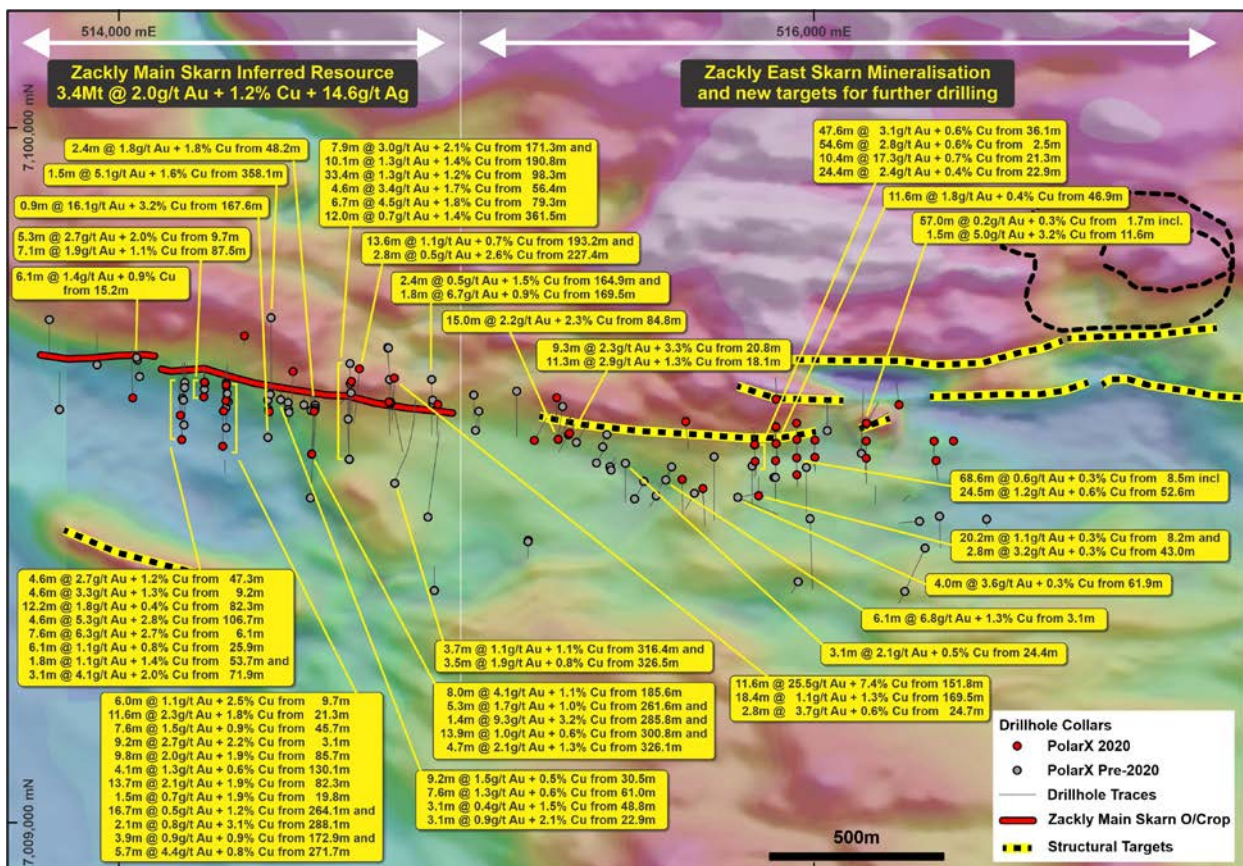 514,000 mE
516,000 mE
Zackly Main Skarn Inferred Resource
3.4Mt @ 2.0g/t Au + 1.2% Cu + 14.6g/t Ag
Zackly East Skarn Mineralisation
and new targets for further drilling
7,100,000 mN
2.4m @ 1.8g/t Au + 1.8% Cu from 48.2m
1.5m @ 5.1g/t Au + 1.6% Cu from 358.1m
0.9m @ 16.1g/t Au + 3.2% Cu from 167.6m
5.3m @ 2.7g/t Au + 2.0% Cu from 9.7m
7.1m @ 1.9g/t Au + 1.1% Cu from 87.5m
6.1m @ 1.4g/t Au + 0.9% Cu
from 15.2m
7.9m @ 3.0g/t Au + 2.1% Cu from 171.3m and
10.1m @ 1.3g/t Au + 1.4% Cu from 190.8m
33.4m @ 1.3g/t Au + 1.2% Cu from 98.3m
4.6m @ 3.4g/t Au + 1.7% Cu from 56.4m
6.7m @ 4.5g/t Au + 1.8% Cu from 79.3m
12.0m @ 0.7g/t Au + 1.4% Cu from 361.5m
13.6m @ 1.1g/t Au + 0.7% Cu from 193.2m and
2.8m @ 0.5g/t Au + 2.6% Cu from 227.4m
2.4m @ 0.5g/t Au + 1.5% Cu from 164.9m and
1.8m @ 6.7g/t Au + 0.9% Cu from 169.5m
15.0m @ 2.2g/t Au + 2.3% Cu from 84.8m
9.3m @ 2.3g/t Au + 3.3% Cu from 20.8m
11.3m @ 2.9g/t Au + 1.3% Cu from 18.1m
47.6m @ 3.1g/t Au + 0.6% Cu from 36.1m
54.6m @ 2.8g/t Au + 0.6% Cu from 2.5m
10.4m @ 17.3g/t Au + 0.7% Cu from 21.3m
24.4m @ 2.4g/t Au + 0.4% Cu from 22.9m
11.6m @ 1.8g/t Au + 0.4% Cu from 46.9m
57.0m @ 0.2g/t Au + 0.3% Cu from 1.7m incl.
1.5m @ 5.0g/t Au + 3.2% Cu from 11.6m
68.6m @ 0.6g/t Au + 0.3% Cu from 8.5m incl
24.5m @ 1.2g/t Au + 0.6% Cu from 52.6m
20.2m @ 1.1g/t Au + 0.3% Cu from 8.2m and
2.8m @ 3.2g/t Au + 0.3% Cu from 43.0m
4.0m @ 3.6g/t Au + 0.3% Cu from 61.9m
6.1m @ 6.8g/t Au + 1.3% Cu from 3.1m
3.1m @ 2.1g/t Au + 0.5% Cu from 24.4m
4.6m @ 2.7g/t Au + 1.2% Cu from 47.3m
4.6m @ 3.3g/t Au + 1.3% Cu from 9.2m
12.2m @ 1.8g/t Au + 0.4% Cu from 82.3m
4.6m @ 5.3g/t Au + 2.8% Cu from 106.7m
7.6m @ 6.3g/t Au + 2.7% Cu from 6.1m
6.1m @ 1.1g/t Au + 0.8% Cu from 25.9m
1.8m @ 1.1g/t Au + 1.4% Cu from 53.7m and
3.1m @ 4.1g/t Au + 2.0% Cu from 71.9m
6.0m @ 1.1g/t Au + 2.5% Cu from 9.7m
11.6m @ 2.3g/t Au + 1.8% Cu from 21.3m
7.6m @ 1.5g/t Au + 0.9% Cu from 45.7m
9.2m @ 2.7g/t Au + 2.2% Cu from 3.1m
9.8m @ 2.0g/t Au + 1.9% Cu from 85.7m
4.1m @ 1.3g/t Au + 0.6% Cu from 130.1m
13.7m @ 2.1g/t Au + 1.9% Cu from 82.3m
1.5m @ 0.7g/t Au + 1.9% Cu from 19.8m
16.7m @ 0.5g/t Au + 1.2% Cu from 264.1m and
2.1m @ 0.8g/t Au + 3.1% Cu from 288.1m
3.9m @ 0.9g/t Au + 0.9% Cu from 172.9m and
5.7m @ 4.4g/t Au + 0.8% Cu from 271.7m
3.7m @ 1.1g/t Au + 1.1% Cu from 316.4m and
3.5m @ 1.9g/t Au + 0.8% Cu from 326.5m
8.0m @ 4.1g/t Au + 1.1% Cu from 185.6m
5.3m @ 1.7g/t Au + 1.0% Cu from 261.6m and
1.4m @ 9.3g/t Au + 3.2% Cu from 285.8m and
13.9m @ 1.0g/t Au + 0.6% Cu from 300.8m and
4.7m @ 2.1g/t Au + 1.3% Cu from 326.1m
9.2m @ 1.5g/t Au + 0.5% Cu from 30.5m
7.6m @ 1.3g/t Au + 0.6% Cu from 61.0m
3.1m @ 0.4g/t Au + 1.5% Cu from 48.8m
3.1m @ 0.9g/t Au + 2.1% Cu from 22.9m
11.6m @ 25.5g/t Au + 7.4% Cu from 151.8m
18.4m @ 1.1g/t Au + 1.3% Cu from 169.5m
2.8m @ 3.7g/t Au + 0.6% Cu from 24.7m
7,009,000 mN
500m
Drillhole Collars
PolarX 2020
PolarX Pre-2020
Drillhole Traces
Zackly Main Skarn O/Crop
Structural Targets